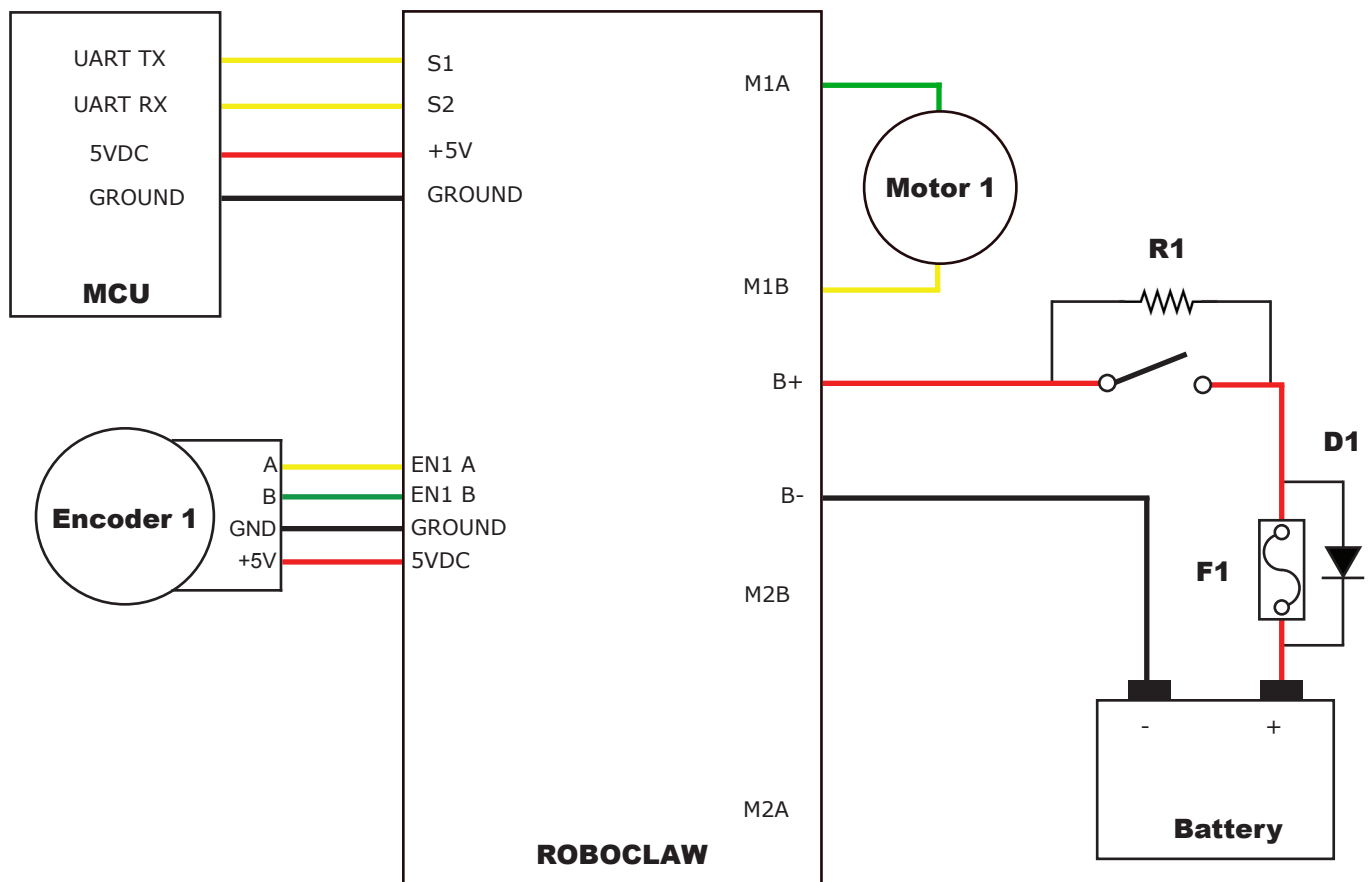 UART TX
UART RX
5VDC
GROUND
MCU
S1
S2
+5V
GROUND
M1A
Motor 1
M1B
R1
B+
D1
B-
F1
M2B
Encoder 1
A
B
GND
+5V
EN1 A
EN1 B
GROUND
5VDC
M2A
- +
Battery
ROBOCLAW